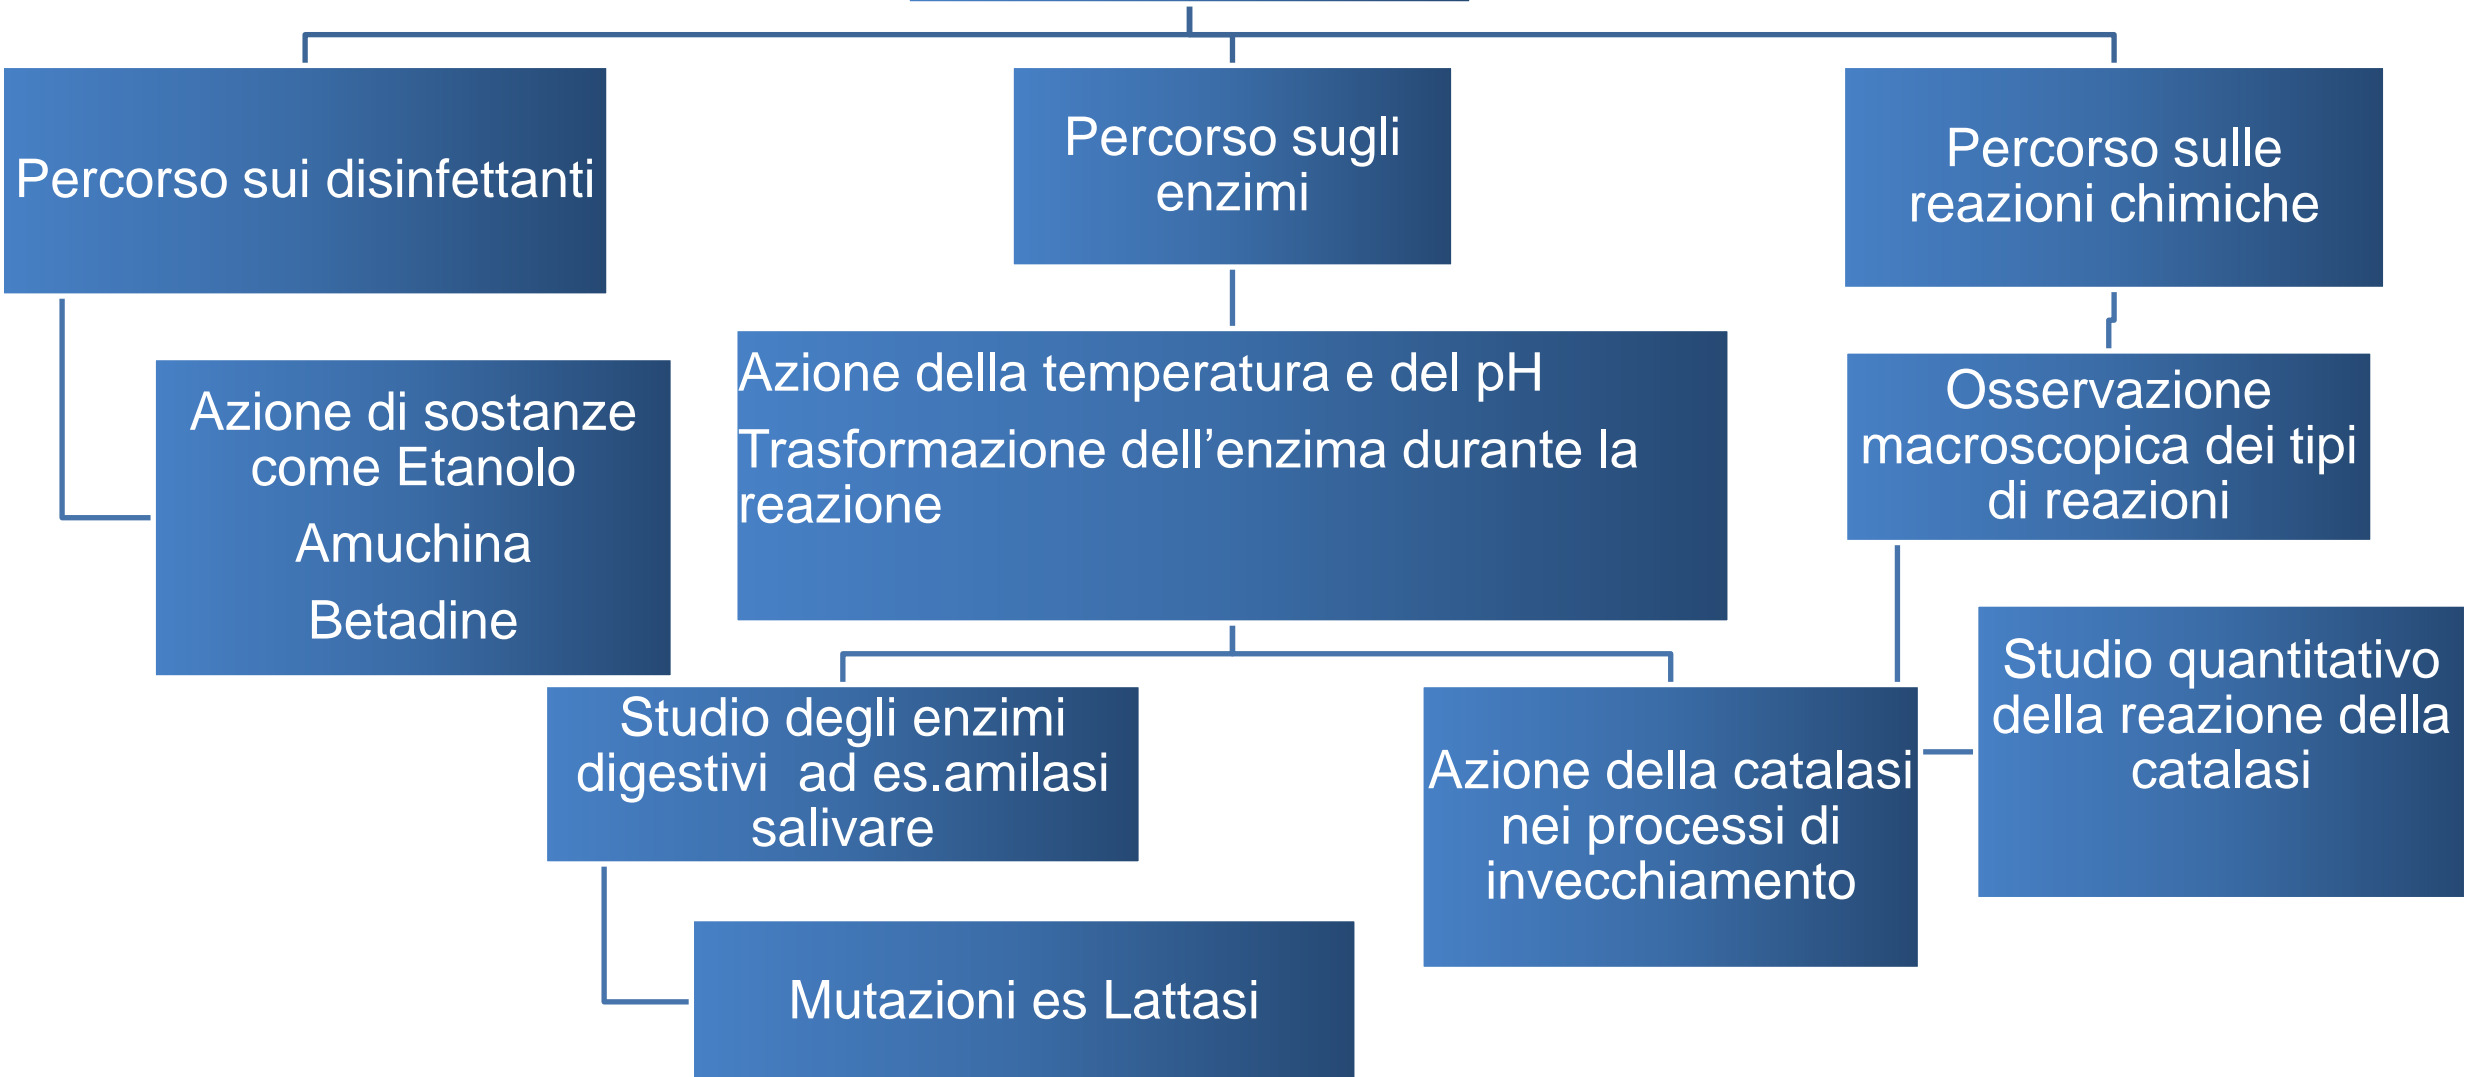 Percorso sui disinfettanti
Percorso sugli
enzimi
Percorso sulle
reazioni chimiche
Azione di sostanze
come Etanolo
Amuchina
Betadine
Azione della temperatura e del pH
Trasformazione dell’enzima durante la
reazione
Osservazione
macroscopica dei tipi
di reazioni
Studio degli enzimi
digestivi  ad es.amilasi
salivare
Azione della catalasi
nei processi di
invecchiamento
Studio quantitativo
della reazione della
catalasi
Mutazioni es Lattasi